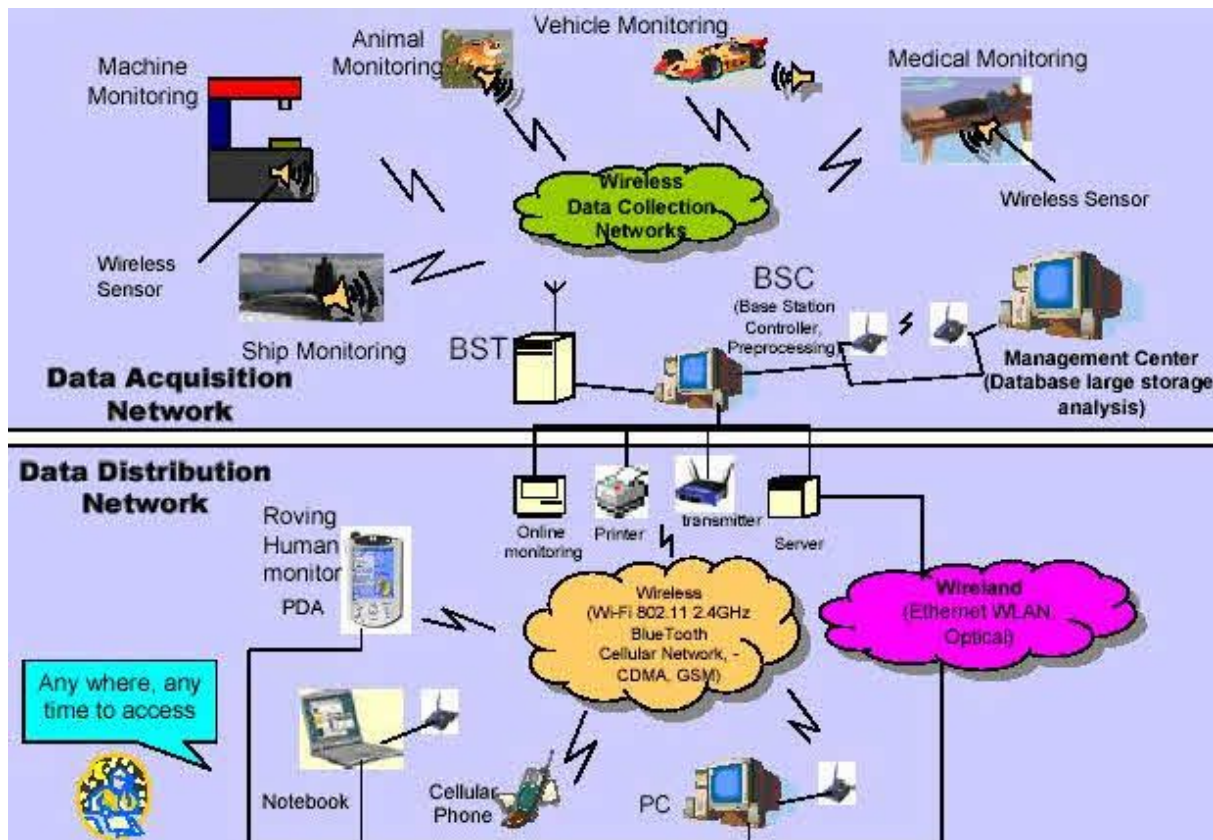 Machine
Monitoring
Animal
Monitoring
Vehicle Monitoring
Medical Monitoring
Wireless
Data Collection
Networks
Wireless Sensor
Wireless
Sensor
Ship Monitoring
BST
BSC
(Base Station
Controller,
Preprocessing)
Management Center
(Database large storage
analysis)
Data Acquisition
Network
Data Distribution
Network
Online
monitoring
Printer
transmitter
Server
Roving
Human
monitor
PDA
Wireless
(Wi-Fi 802.11 2.4GHz
BlueTooth
Cellular Network, -
CDMA, GSM)
Wireland
(Ethernet WLAN,
Optical)
Any where, any
time to access
Notebook
Cellular
Phone
PC